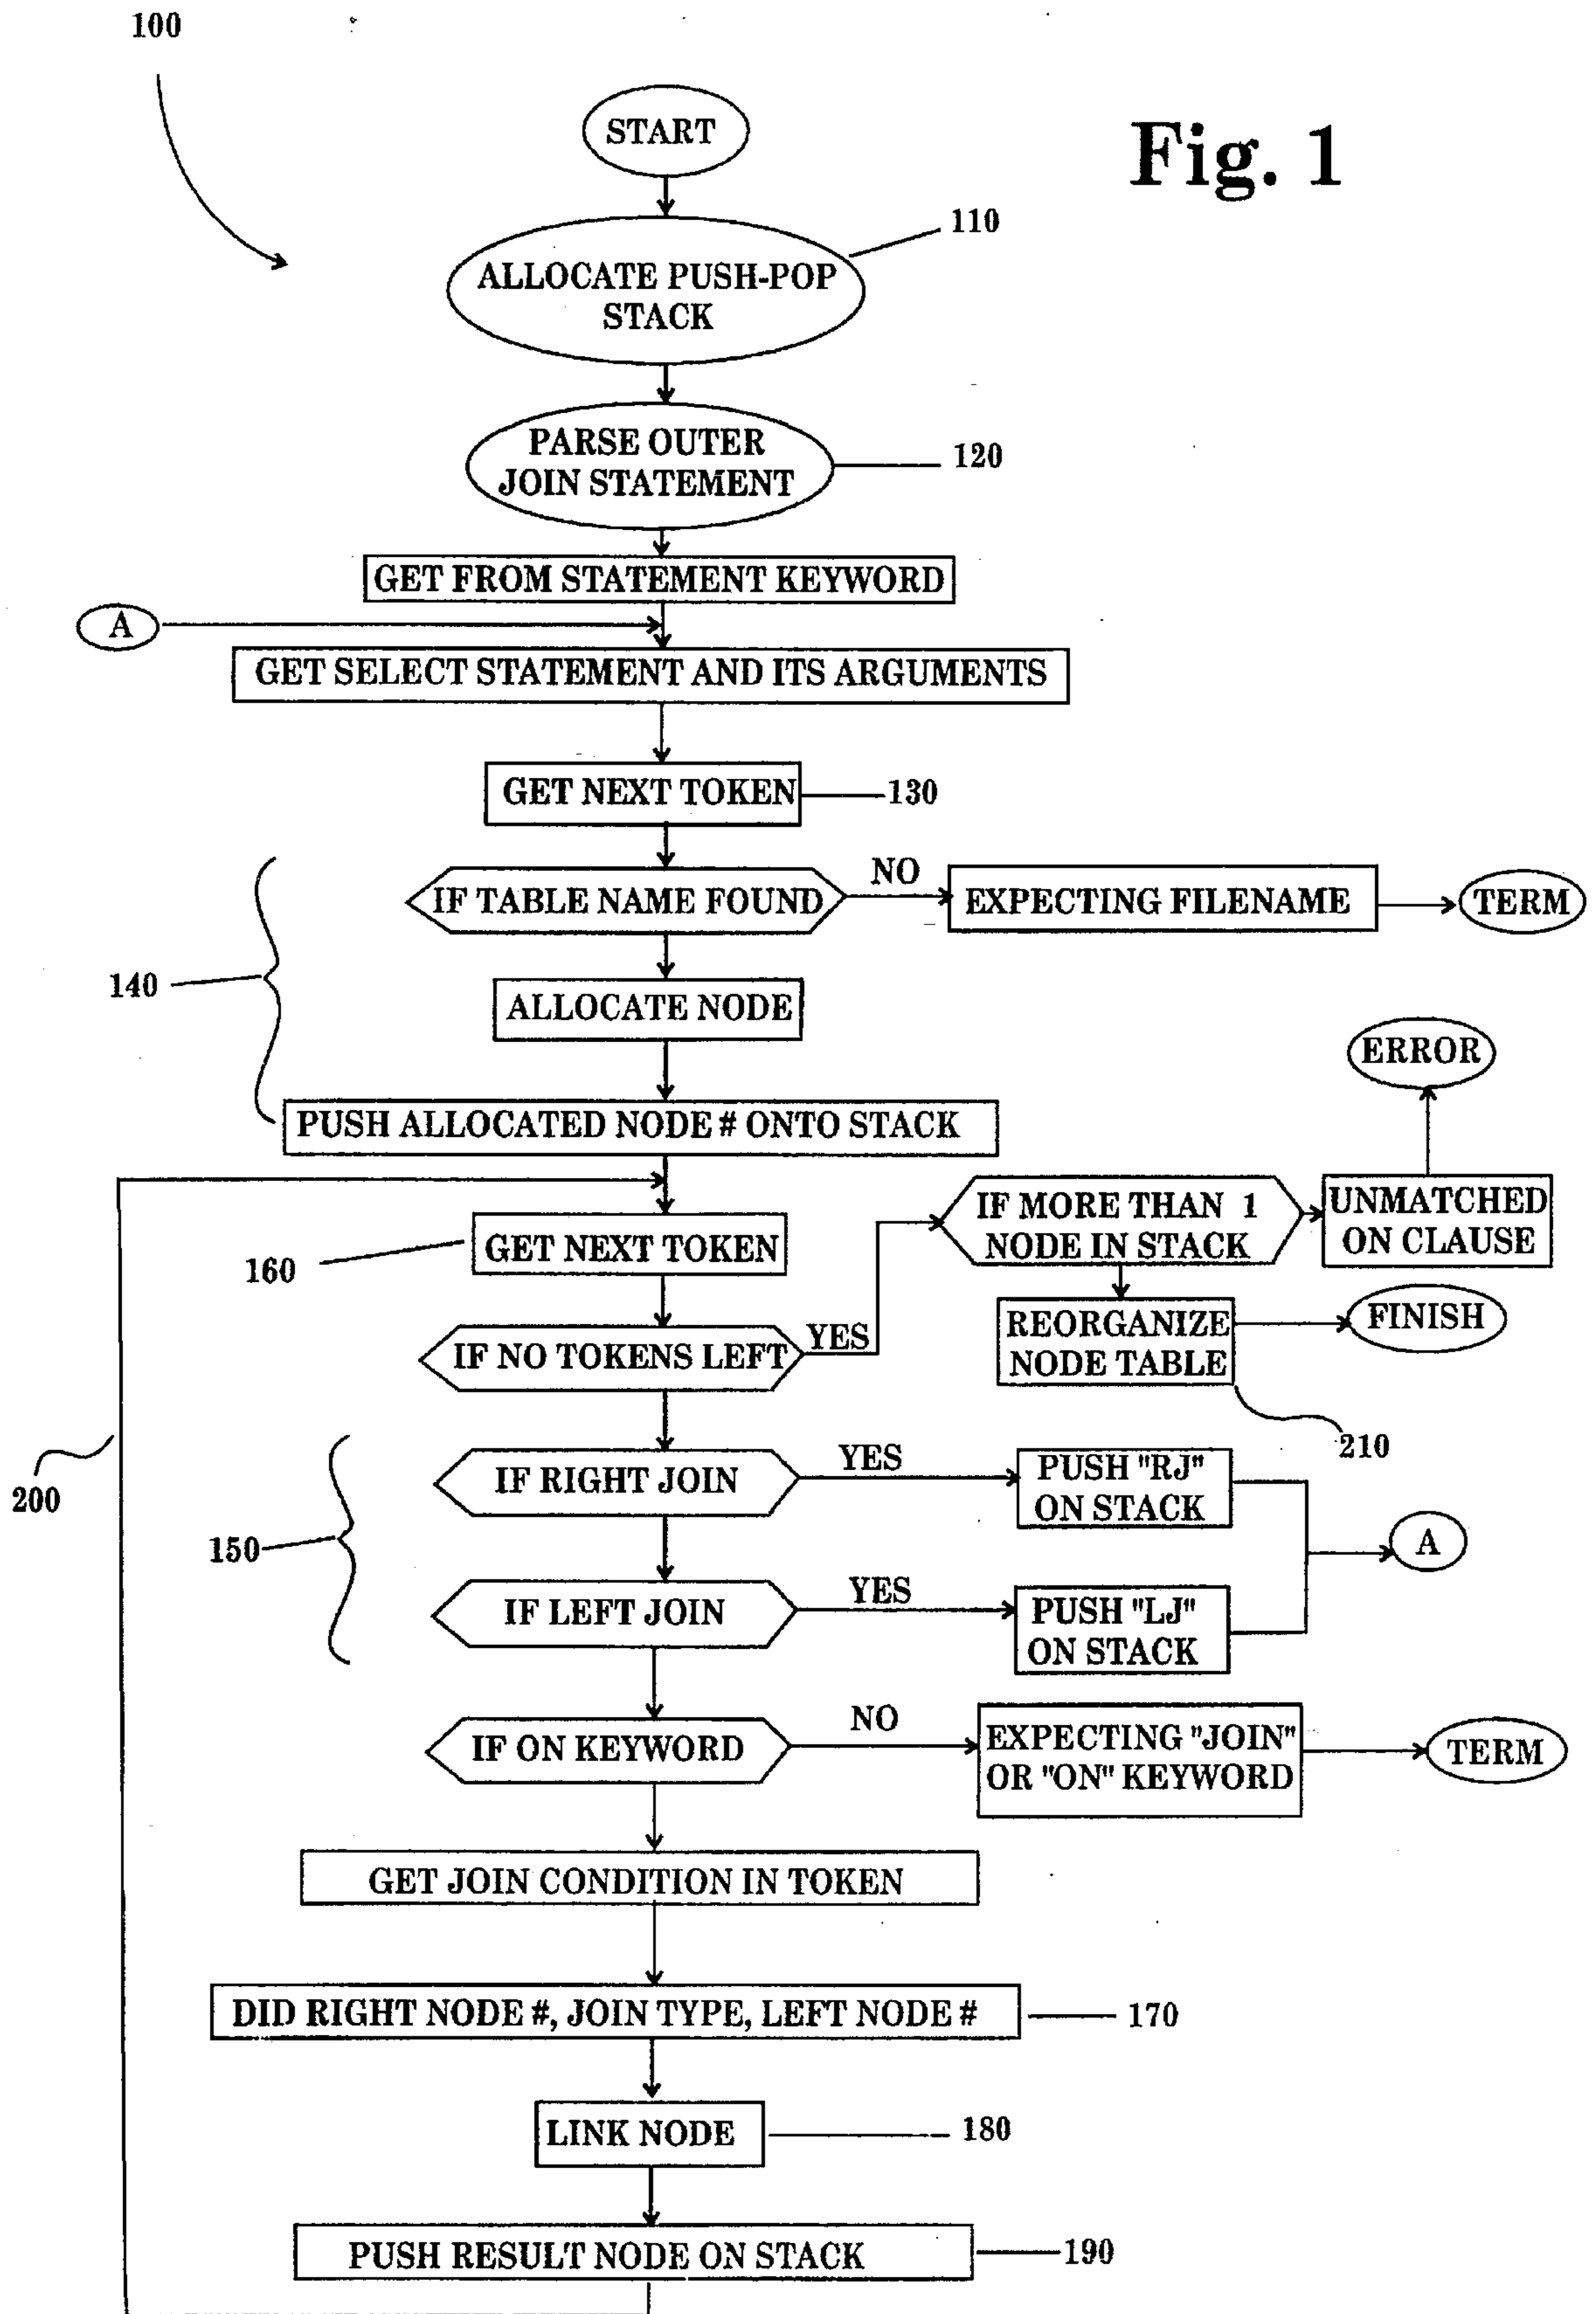 100
START
Fig. 1
110
ALLOCATE PUSH-POP
STACK
PARSE OUTER
JOIN STATEMENT
120
GET FROM STATEMENT KEYWORD
A
GET SELECT STATEMENT AND ITS ARGUMENTS
GET NEXT TOKEN
130
IF TABLE NAME FOUND
NO
EXPECTING FILENAME
TERM
140
ALLOCATE NODE
ERROR
PUSH ALLOCATED NODE # ONTO STACK
IF MORE THAN 1
NODE IN STACK
UNMATCHED
ON CLAUSE
GET NEXT TOKEN
160
REORGANIZE
NODE TABLE
FINISH
IF NO TOKENS LEFT
YES
210
200
150
IF RIGHT JOIN
YES
PUSH "RJ"
ON STACK
A
IF LEFT JOIN
YES
PUSH "LJ"
ON STACK
IF ON KEYWORD
NO
EXPECTING "JOIN"
OR "ON" KEYWORD
TERM
GET JOIN CONDITION IN TOKEN
DID RIGHT NODE #, JOIN TYPE, LEFT NODE #
170
LINK NODE
180
PUSH RESULT NODE ON STACK
190